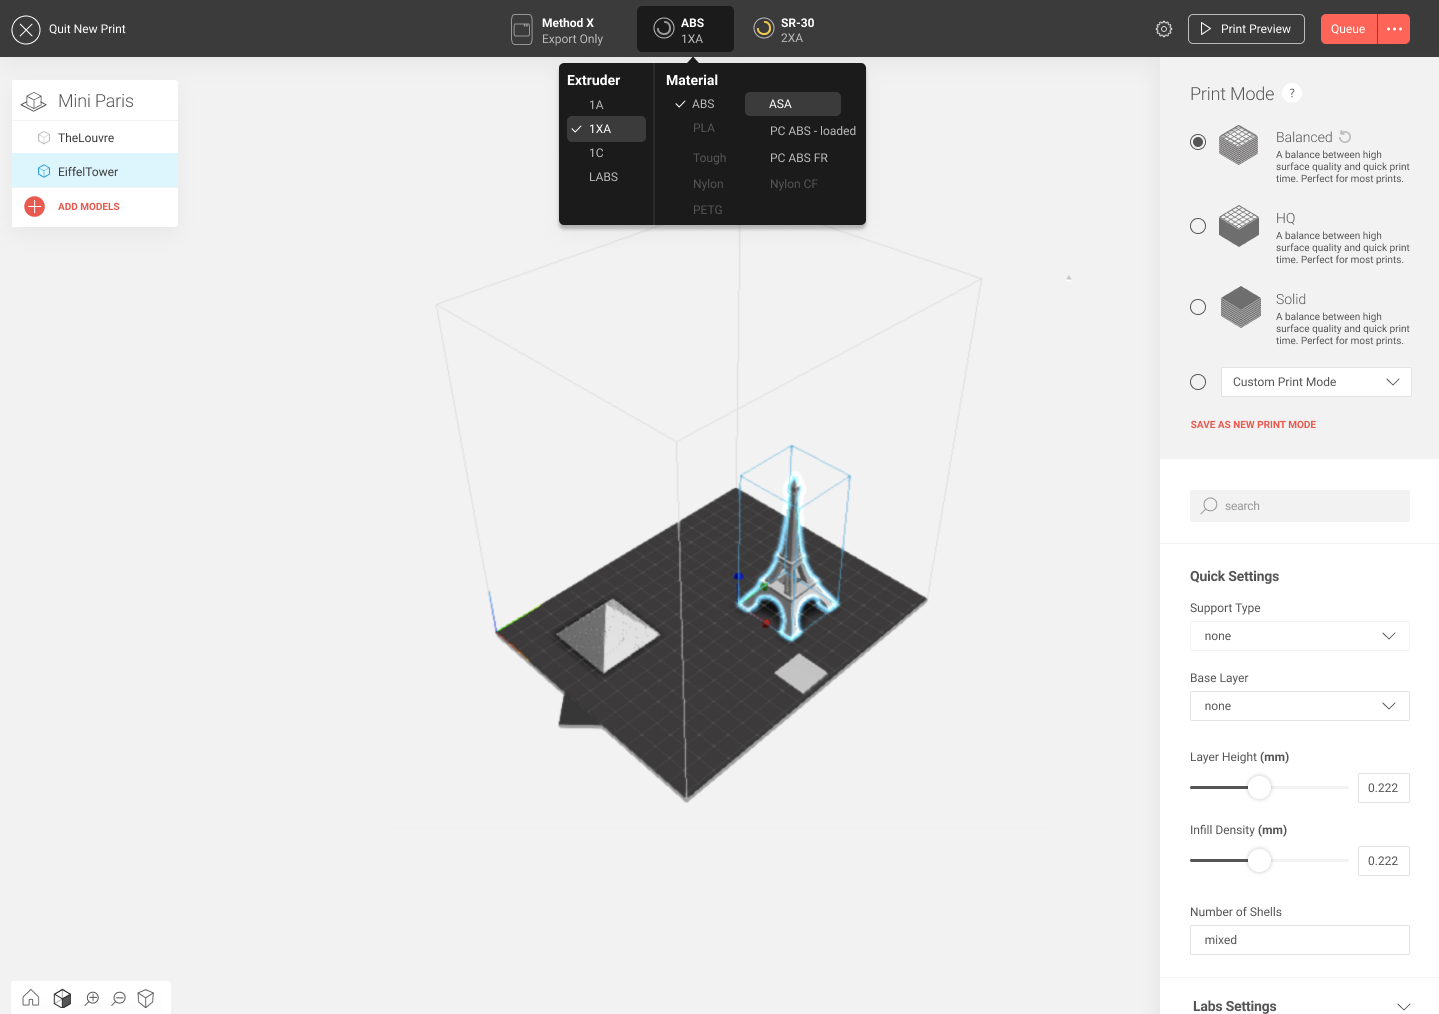 Quit New Print
Method X
Export Only
ABS
1XA
SR-30
2XA
Print Preview
Queue
Mini Paris
TheLouvre
EiffelTower
ADD MODELS
Extruder
1A
1XA
1C
LABS
Material
ABS
ASA
PLA
PC ABS - loaded
Tough
PC ABS FR
Nylon
Nylon CF
PETG
Print Mode ?
Balanced
A balance between high
surface quality and quick print
time. Perfect for most prints.
HQ
A balance between high
surface quality and quick print
time. Perfect for most prints.
Solid
A balance between high
surface quality and quick print
time. Perfect for most prints.
Custom Print Mode
SAVE AS NEW PRINT MODE
search
Quick Settings
Support Type
none
Base Layer
none
Layer Height (mm)
0.222
Infill Density (mm)
0.222
Number of Shells
mixed
Labs Settings